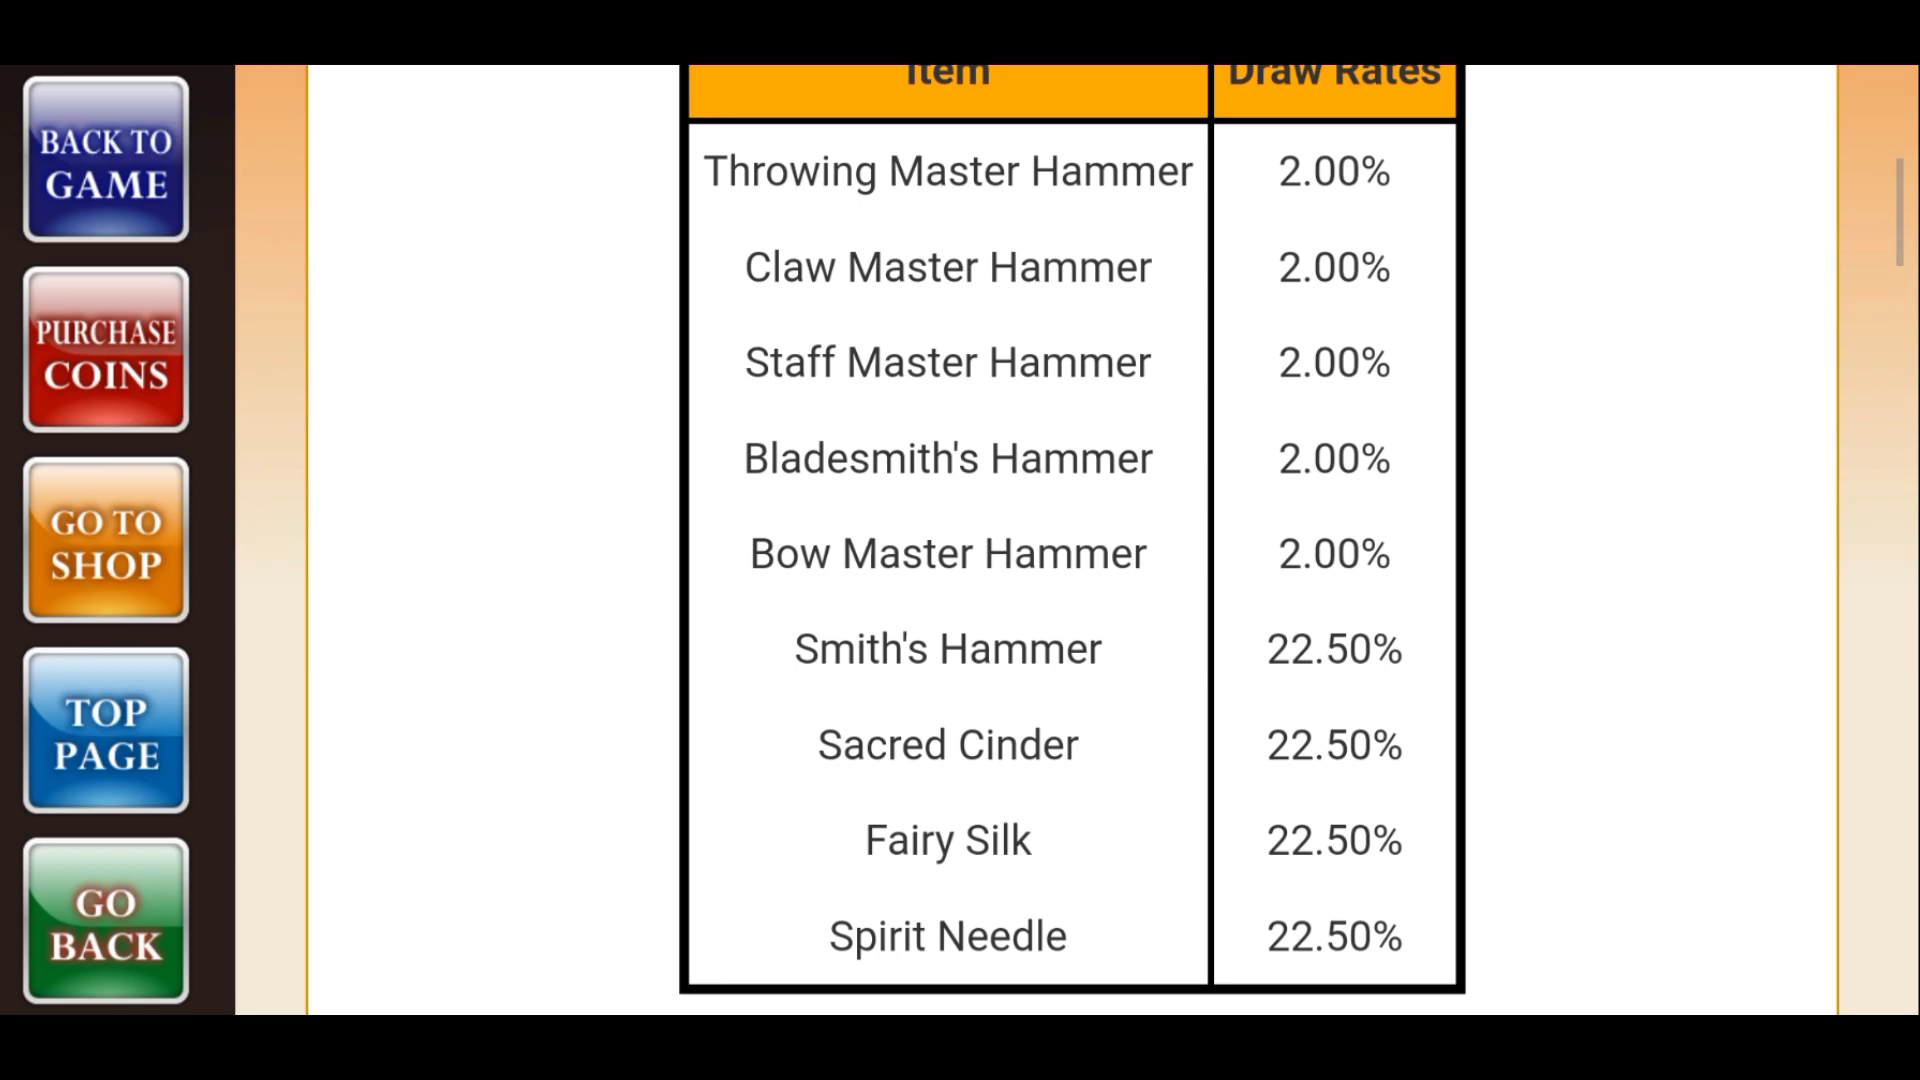 BACK TO
GAME
PURCHASE
COINS
GO TO
SHOP
TOP
PAGE
GO
BACK
Item Draw Rates
Throwing Master Hammer 2.00%
Claw Master Hammer 2.00%
Staff Master Hammer 2.00%
Bladesmith's Hammer 2.00%
Bow Master Hammer 2.00%
Smith's Hammer 22.50%
Sacred Cinder 22.50%
Fairy Silk 22.50%
Spirit Needle 22.50%